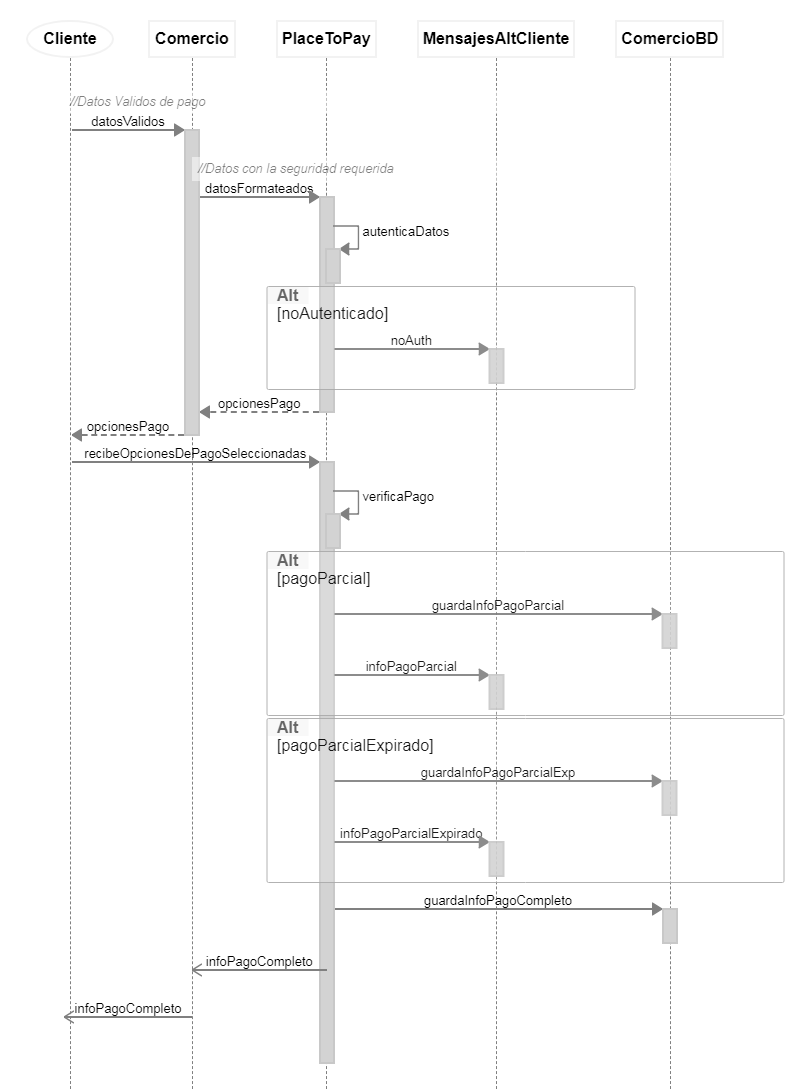 Cliente
Comercio
PlaceToPay
MensajesAltCliente
ComercioBD
//Datos Validos de pago
datosValidos
//Datos con la seguridad requerida
datosFormateados
autenticaDatos
Alt
[noAutenticado]
noAuth
opcionesPago
opcionesPago
recibeOpcionesDePagoSeleccionadas
verificaPago
Alt
[pagoParcial]
guardaInfoPagoParcial
infoPagoParcial
Alt
[pagoParcialExpirado]
guardaInfoPagoParcialExp
infoPagoParcialExpirado
guardaInfoPagoCompleto
infoPagoCompleto
infoPagoCompleto